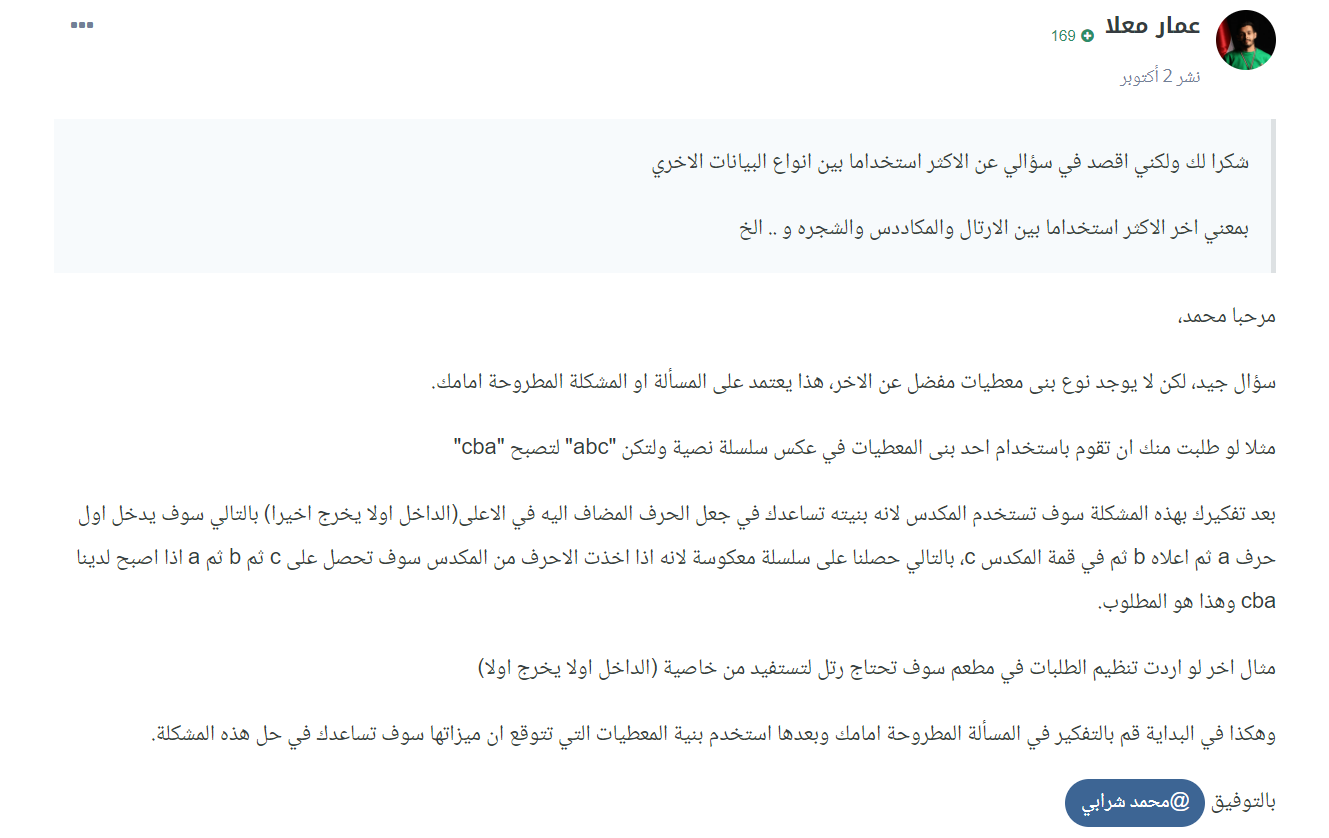 عمار معلا
169
نشر 2 أكتوبر
شكرا لك ولكني اقصد في سؤالي عن الاكثر استخداما بين انواع البيانات الاخري
بمعني اخر الاكثر استخداما بين الارتال والمكاددس والشجره و .. الخ
مرحبا محمد،
سؤال جيد، لكن لا يوجد نوع بنى معطيات مفضل عن الاخر، هذا يعتمد على المسألة او المشكلة المطروحة امامك.
مثلا لو طلبت منك ان تقوم باستخدام احد بنى المعطيات في عكس سلسلة نصية ولتكن "abc" لتصبح "cba"
بعد تفكيرك بهذه المشكلة سوف تستخدم المكدس لانه بنيته تساعدك في جعل الحرف المضاف اليه في الاعلى(الداخل اولا يخرج اخيرا) بالتالي سوف يدخل اول
حرف a ثم اعلاه b ثم في قمة المكدس c، بالتالي حصلنا على سلسلة معكوسة لانه اذا اخذت الاحرف من المكدس سوف تحصل على c ثم b ثم a اذا اصبح لدينا
cba وهذا هو المطلوب.
مثال اخر لو اردت تنظيم الطلبات في مطعم سوف تحتاج رتل لتستفيد من خاصية (الداخل اولا يخرج اولا)
وهكذا في البداية قم بالتفكير في المسألة المطروحة امامك وبعدها استخدم بنية المعطيات التي تتوقع ان ميزاتها سوف تساعدك في حل هذه المشكلة.
بالتوفيق @محمد شرابي